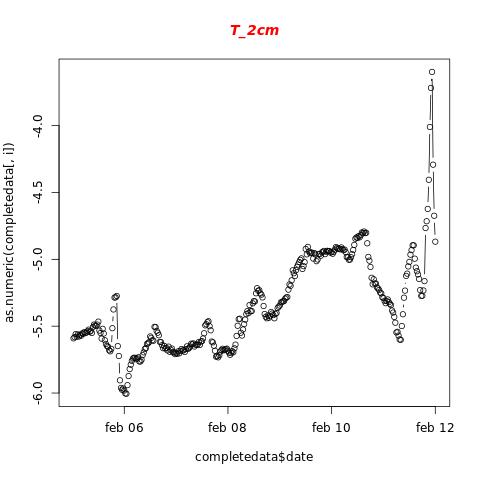 T_2cm
as.numeric(completedata[, i])
-4.0
-4.5
-5.0
-5.5
-6.0
feb 06
feb 08
feb 10
feb 12
completedata$date